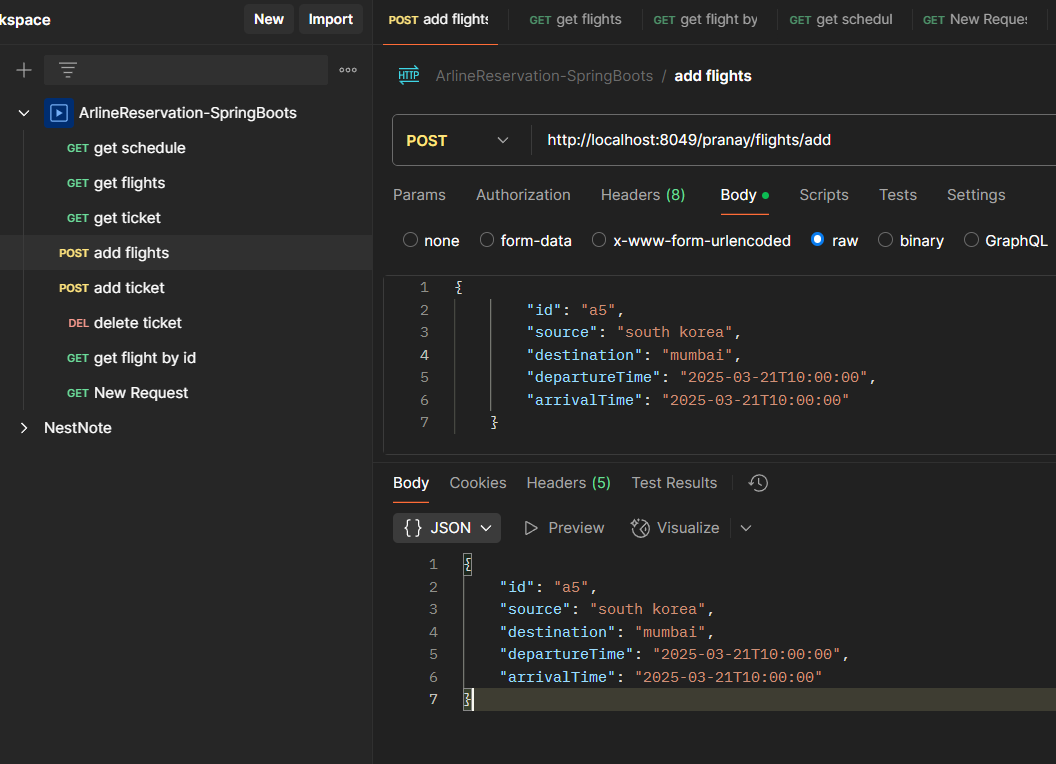 kspace
New Import
ArlineReservation-SpringBoots
GET get schedule
GET get flights
GET get ticket
POST add flights
POST add ticket
DEL delete ticket
GET get flight by id
GET New Request
NestNote
POST add flights GET get flights GET get flight by GET get schedul GET New Reques
HTTP ArlineReservation-SpringBoots / add flights
POST http://localhost:8049/pranay/flights/add
Params Authorization Headers (8) Body Scripts Tests Settings
none form-data x-www-form-urlencoded raw binary GraphQL
1 {
2 "id": "a5",
3 "source": "south korea",
4 "destination": "mumbai",
5 "departureTime": "2025-03-21T10:00:00",
6 "arrivalTime": "2025-03-21T10:00:00"
7 }
Body Cookies Headers (5) Test Results
{} JSON Preview Visualize
1 {
2 "id": "a5",
3 "source": "south korea",
4 "destination": "mumbai",
5 "departureTime": "2025-03-21T10:00:00",
6 "arrivalTime": "2025-03-21T10:00:00"
7 }